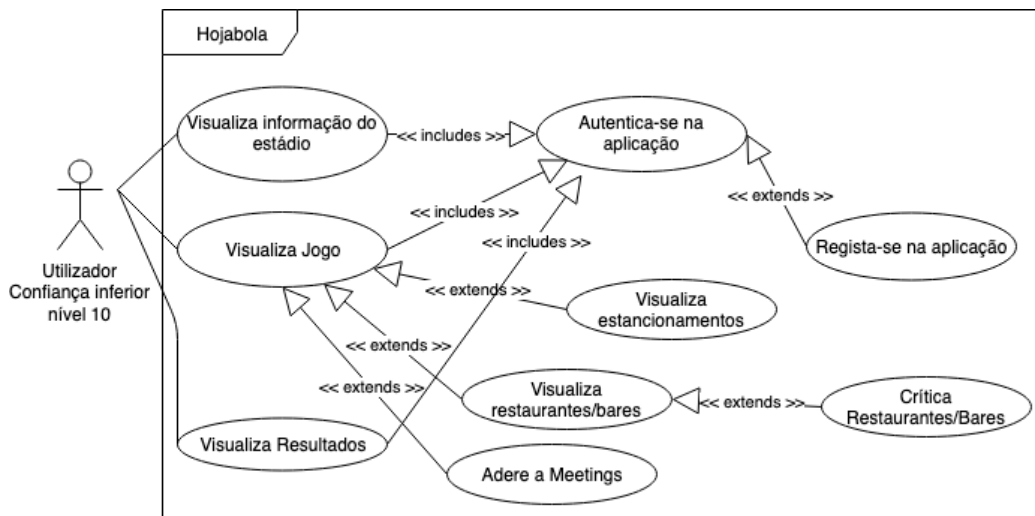 Hojabola
Visualiza informação do
estádio
<< includes >>
Autentica-se na
aplicação
<< extends >>
Utilizador
Confiança inferior
nível 10
<< includes >>
Visualiza Jogo
<< includes >>
Regista-se na aplicação
<< extends >>
Visualiza
estancionamentos
<< extends >>
Visualiza
restaurantes/bares
<< extends >>
Crítica
Restaurantes/Bares
<< extends >>
Visualiza Resultados
Adere a Meetings